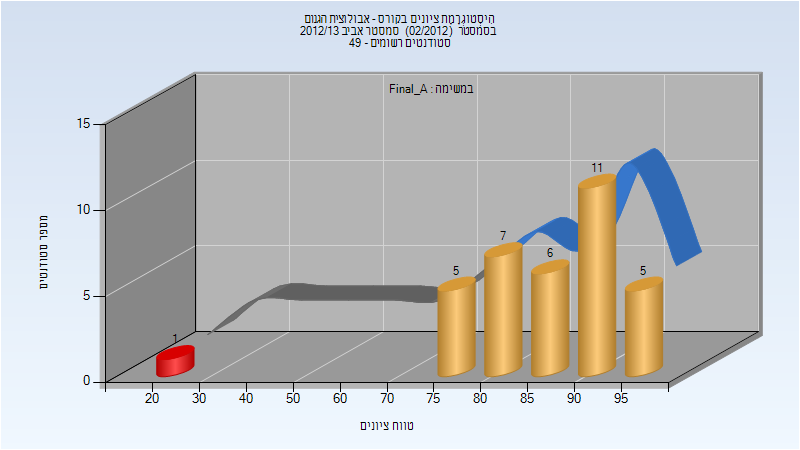 היסטוגרמת ציונים בקורס - אבולוצית הגנום
בסמסטר (02/2012) סמסטר אביב 2012/13
סטודנטים רשומים - 49
במשימה : Final_A
15
10
5
0
מספר סטודנטים
1
5
7
6
11
5
20 30 40 50 60 70 75 80 85 90 95
טווח ציונים